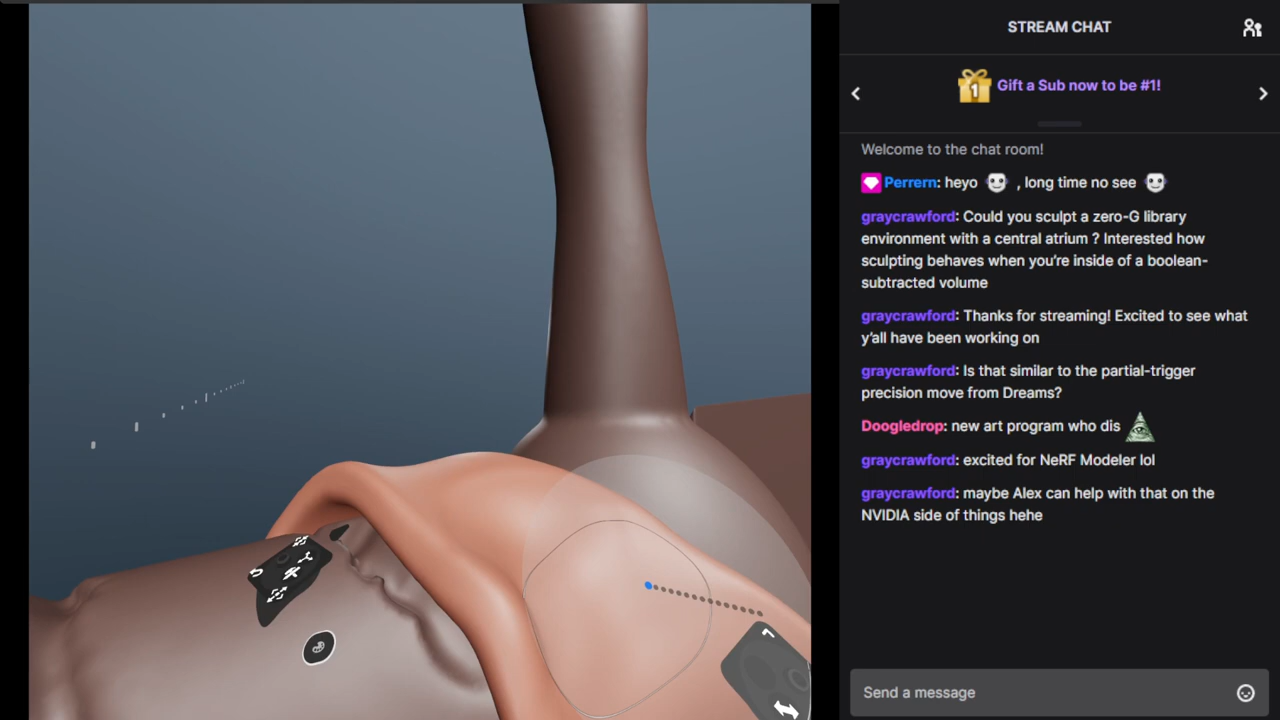 STREAM CHAT
1
Gift a Sub now to be #1!
Welcome to the chat room!
Perrern: heyo , long time no see
graycrawford: Could you sculpt a zero-G library
environment with a central atrium ? Interested how
sculpting behaves when you're inside of a boolean-
subtracted volume
graycrawford: Thanks for streaming! Excited to see what
y'all have been working on
graycrawford: Is that similar to the partial-trigger
precision move from Dreams?
Doogledrop: new art program who dis
graycrawford: excited for NeRF Modeler lol
graycrawford: maybe Alex can help with that on the
NVIDIA side of things hehe
Send a message